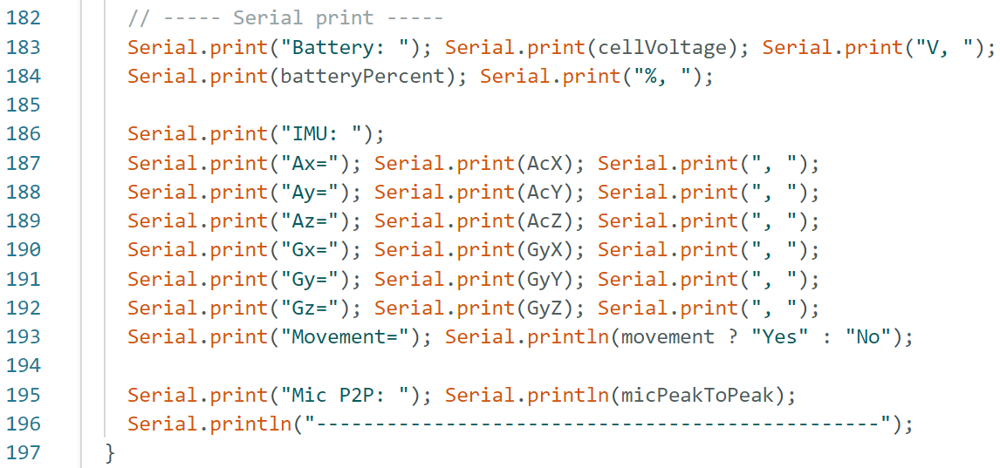 182 // ----- Serial print -----
183 Serial.print("Battery: "); Serial.print(cellVoltage); Serial.print("V, ");
184 Serial.print(batteryPercent); Serial.print("%, ");
185
186 Serial.print("IMU: ");
187 Serial.print("Ax="); Serial.print(AcX); Serial.print(", ");
188 Serial.print("Ay="); Serial.print(AcY); Serial.print(", ");
189 Serial.print("Az="); Serial.print(AcZ); Serial.print(", ");
190 Serial.print("Gx="); Serial.print(GyX); Serial.print(", ");
191 Serial.print("Gy="); Serial.print(GyY); Serial.print(", ");
192 Serial.print("Gz="); Serial.print(GyZ); Serial.print(", ");
193 Serial.print("Movement="); Serial.println(movement ? "Yes" : "No");
194
195 Serial.print("Mic P2P: "); Serial.println(micPeakToPeak);
196 Serial.println("------------------------------------------------");
197 }